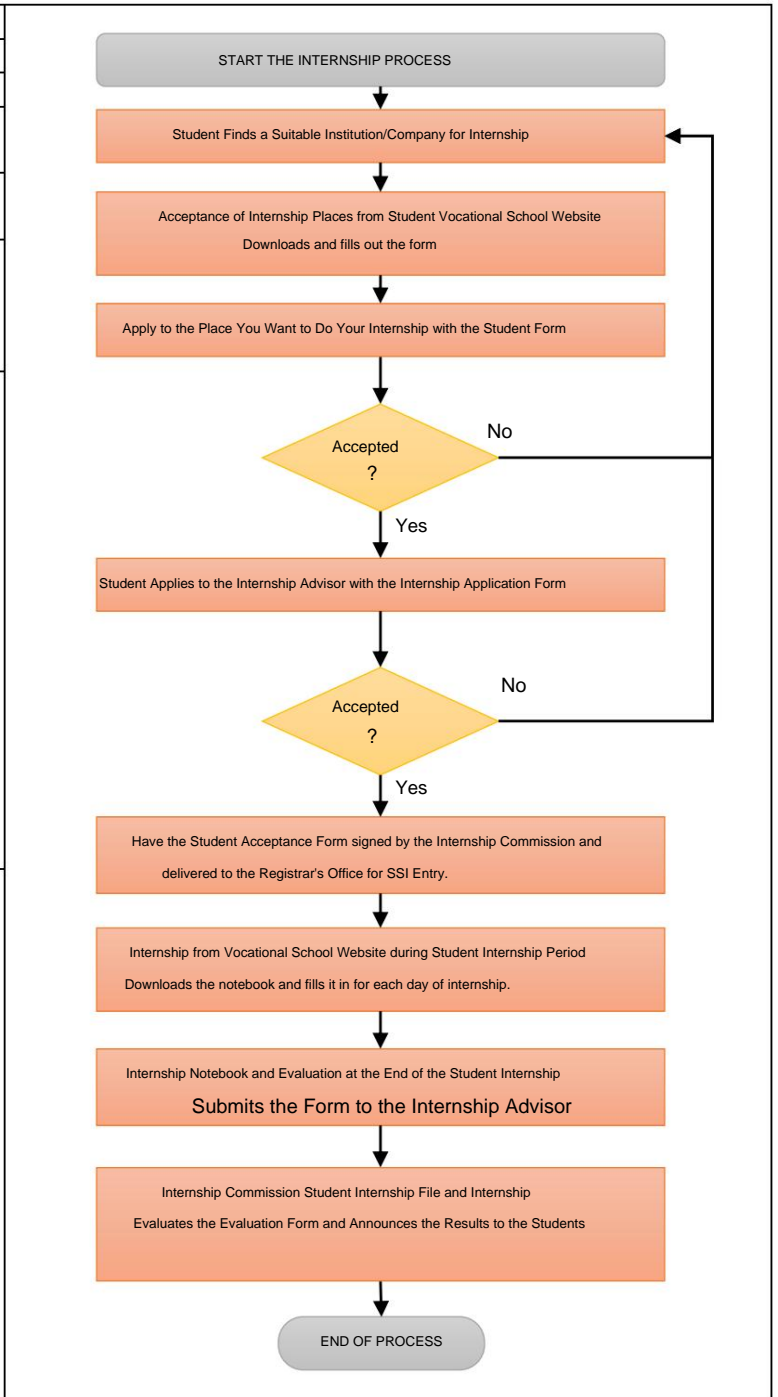 START THE INTERNSHIP PROCESS
Student Finds a Suitable Institution/Company for Internship
Acceptance of Internship Places from Student Vocational School Website
Downloads and fills out the form
Apply to the Place You Want to Do Your Internship with the Student Form
Accepted
?
No
Yes
Student Applies to the Internship Advisor with the Internship Application Form
Accepted
?
No
Yes
Have the Student Acceptance Form signed by the Internship Commission and
delivered to the Registrar's Office for SSI Entry.
Internship from Vocational School Website during Student Internship Period
Downloads the notebook and fills it in for each day of internship.
Internship Notebook and Evaluation at the End of the Student Internship
Submits the Form to the Internship Advisor
Internship Commission Student Internship File and Internship
Evaluates the Evaluation Form and Announces the Results to the Students
END OF PROCESS